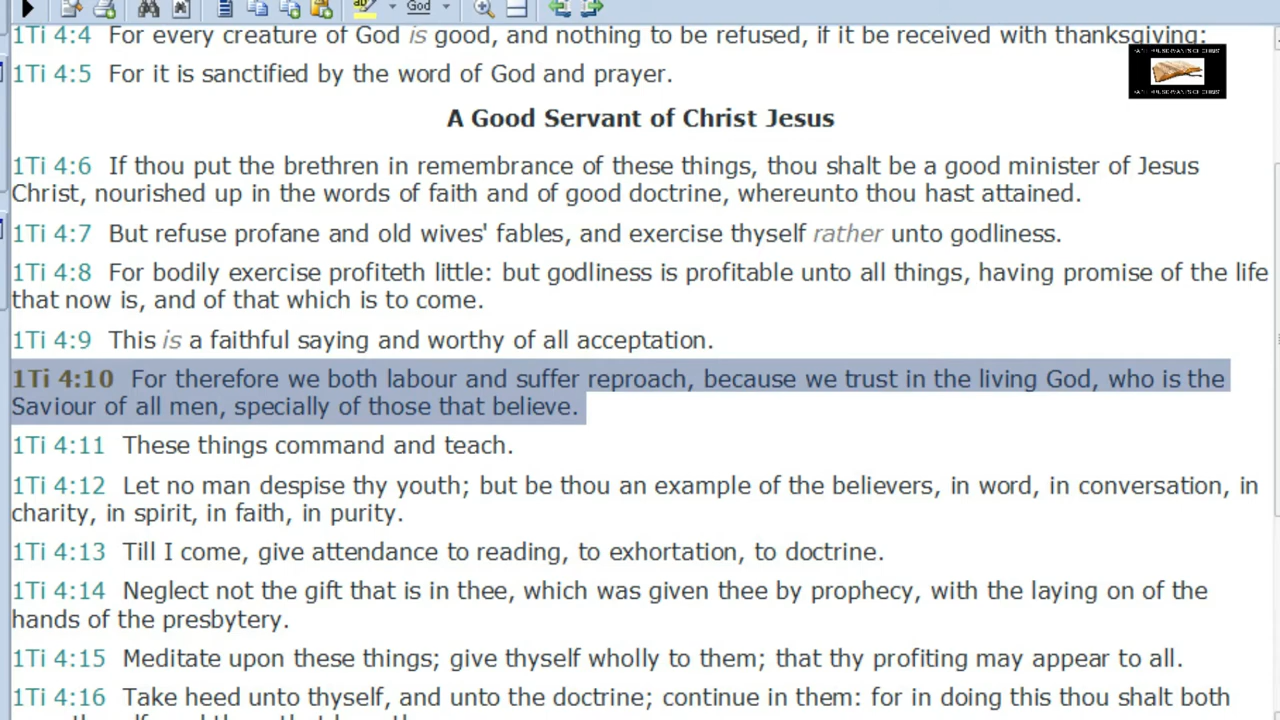 God
1Ti 4:4 For every creature of God is good, and nothing to be refused, if it be received with thanksgiving:
1Ti 4:5 For it is sanctified by the word of God and prayer.
A Good Servant of Christ Jesus
1Ti 4:6 If thou put the brethren in remembrance of these things, thou shalt be a good minister of Jesus
Christ, nourished up in the words of faith and of good doctrine, whereunto thou hast attained.
1Ti 4:7 But refuse profane and old wives' fables, and exercise thyself rather unto godliness.
1Ti 4:8 For bodily exercise profiteth little: but godliness is profitable unto all things, having promise of the life
that now is, and of that which is to come.
1Ti 4:9 This is a faithful saying and worthy of all acceptation.
1Ti 4:10 For therefore we both labour and suffer reproach, because we trust in the living God, who is the
Saviour of all men, specially of those that believe.
1Ti 4:11 These things command and teach.
1Ti 4:12 Let no man despise thy youth; but be thou an example of the believers, in word, in conversation, in
charity, in spirit, in faith, in purity.
1Ti 4:13 Till I come, give attendance to reading, to exhortation, to doctrine.
1Ti 4:14 Neglect not the gift that is in thee, which was given thee by prophecy, with the laying on of the
hands of the presbytery.
1Ti 4:15 Meditate upon these things; give thyself wholly to them; that thy profiting may appear to all.
1Ti 4:16 Take heed unto thyself, and unto the doctrine; continue in them: for in doing this thou shalt both